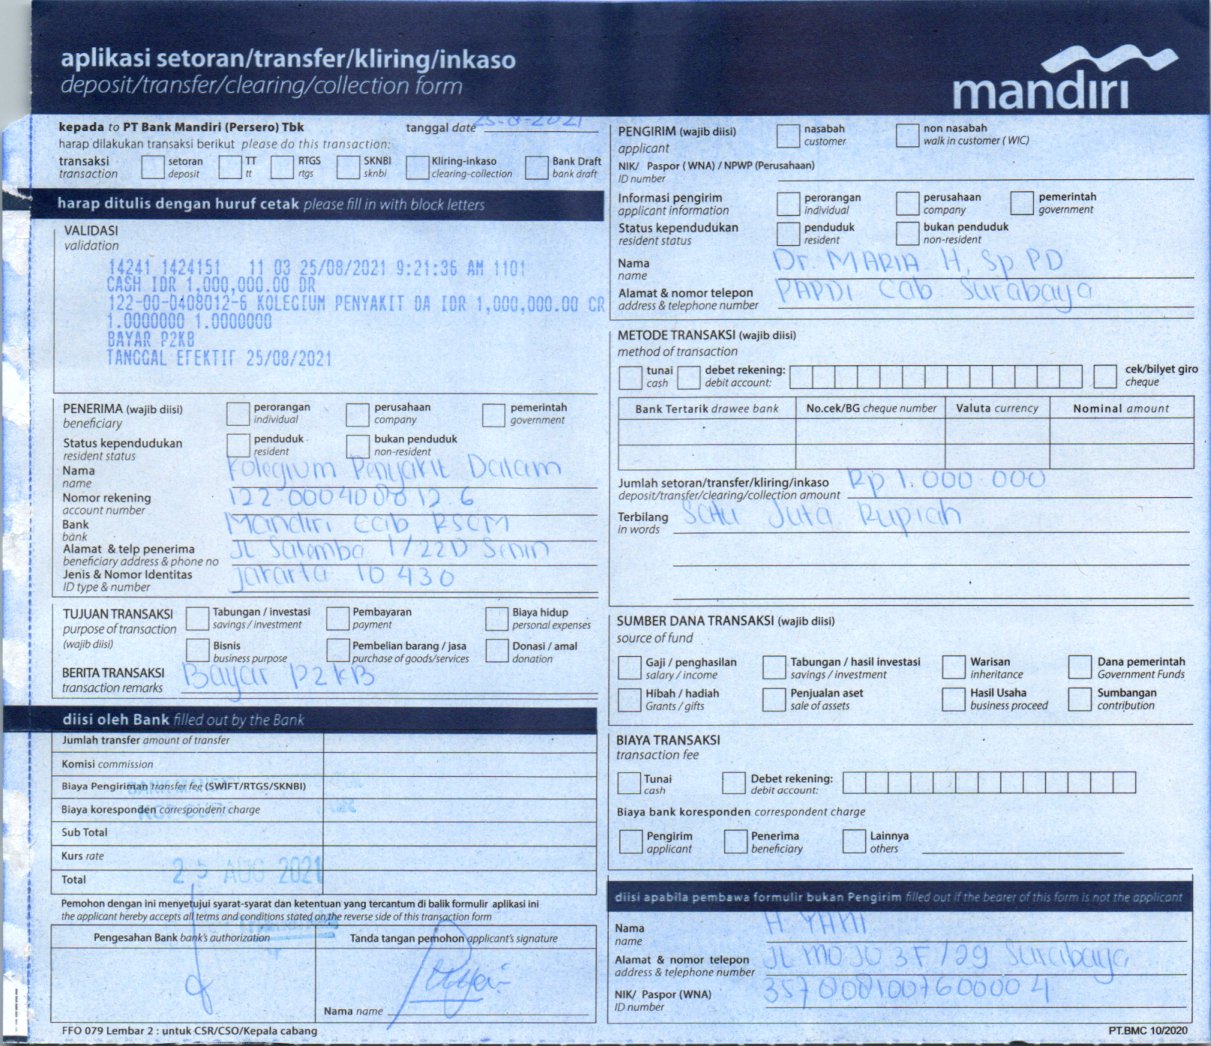 aplikasi setoran/transfer/kliring/inkaso
deposit/transfer/clearing/collection form
mandiri
kepada to PT Bank Mandiri (Persero) Tbk
tanggal date 25-8-2021
harap dilakukan transaksi berikut please do this transaction:
transaksi transaction
setoran deposit
TT tt
RTGS rtgs
SKNBI sknbi
Kliring-inkaso clearing-collection
Bank Draft bank draft
harap ditulis dengan huruf cetak please fill in with block letters
VALIDASI
validation
14241 1424151 11 03 25/08/2021 9:21:36 AM 1101
CASH IDR 1,000,000.00 DR
122-00-0408012-6 KOLEGIUM PENYAKIT DA IDR 1,000,000.00 CR
1.0000000 1.0000000
BAYAR P2KB
TANGGAL EFEKTIF 25/08/2021
PENERIMA (wajib diisi)
beneficiary
perorangan individual
perusahaan company
pemerintah government
Status kependudukan
resident status
penduduk resident
bukan penduduk non-resident
Nama name Kolegium Penyakit Dalam
Nomor rekening account number
Bank bank Mandiri Cab RSCM
Alamat & telp penerima beneficiary address & phone no Jl Salemba 1/22D Senin
Jenis & Nomor Identitas ID type & number Jakarta 10430
TUJUAN TRANSAKSI
purpose of transaction
(wajib diisi)
Tabungan / investasi savings / investment
Pembayaran payment
Biaya hidup personal expenses
Bisnis business purpose
Pembelian barang / jasa purchase of goods/services
Donasi / amal donation
BERITA TRANSAKSI transaction remarks Bayar P2KB
diisi oleh Bank filled out by the Bank
Jumlah transfer amount of transfer
Komisi commission
Biaya Pengiriman transfer fee (SWIFT/RTGS/SKNBI)
Biaya koresponden correspondent charge
Sub Total
Kurs rate
Total
25 AUG 2021
Pemohon dengan ini menyetujui syarat-syarat dan ketentuan yang tercantum di balik formulir aplikasi ini
the applicant hereby accepts all terms and conditions stated on the reverse side of this transaction form
Pengesahan Bank bank's authorization
Tanda tangan pemohon applicant's signature
Nama name
FFO 079 Lembar 2 : untuk CSR/CSO/Kepala cabang
PENGIRIM (wajib diisi)
applicant
nasabah customer
non nasabah walk in customer ( WIC)
NIK/ Paspor ( WNA) / NPWP (Perusahaan)
ID number
Informasi pengirim
applicant information
perorangan individual
perusahaan company
pemerintah government
Status kependudukan
resident status
penduduk resident
bukan penduduk non-resident
Nama name Dr. MARIA H, Sp PD
Alamat & nomor telepon address & telephone number PAPDI Cab Surabaya
METODE TRANSAKSI (wajib diisi)
method of transaction
tunai cash
debet rekening: debit account:
cek/bilyet giro cheque
Bank Tertarik drawee bank
No.cek/BG cheque number
Valuta currency
Nominal amount
Jumlah setoran/transfer/kliring/inkaso deposit/transfer/clearing/collection amount Rp 1.000.000
Terbilang in words Satu Juta Rupiah
SUMBER DANA TRANSAKSI (wajib diisi)
source of fund
Gaji / penghasilan salary / income
Tabungan / hasil investasi savings / investment
Warisan inheritance
Dana pemerintah Government Funds
Hibah / hadiah Grants / gifts
Penjualan aset sale of assets
Hasil Usaha business proceed
Sumbangan contribution
BIAYA TRANSAKSI
transaction fee
Tunai cash
Debet rekening: debit account:
Biaya bank koresponden correspondent charge
Pengirim applicant
Penerima beneficiary
Lainnya others
diisi apabila pembawa formulir bukan Pengirim filled out if the bearer of this form is not the applicant
Nama name H YANI
Alamat & nomor telepon address & telephone number Jl MOJO 3F/29 Surabaya
NIK/ Paspor (WNA)
ID number
PT.BMC 10/2020